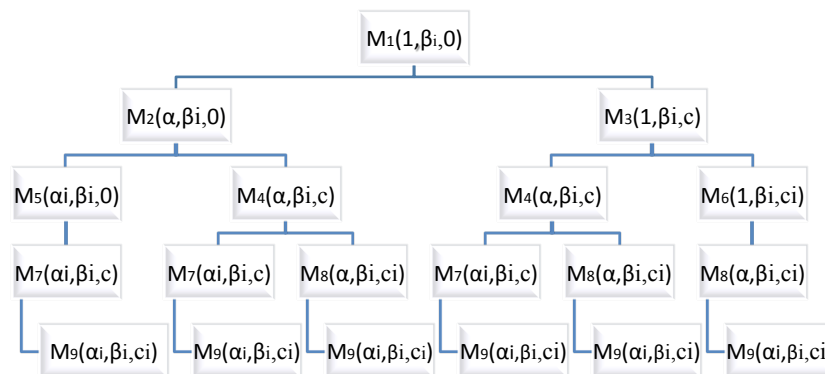 M₁(1,βᵢ,0)
M₂(α,βi,0) M₃(1,βi,c)
M₅(αi,βi,0) M₄(α,βi,c) M₄(α,βi,c) M₆(1,βi,ci)
M₇(αi,βi,c) M₇(αi,βi,c) M₈(α,βi,ci) M₇(αi,βi,c) M₈(α,βi,ci) M₈(α,βi,ci)
M₉(αi,βi,ci) M₉(αi,βi,ci) M₉(αi,βi,ci) M₉(αi,βi,ci) M₉(αi,βi,ci) M₉(αi,βi,ci